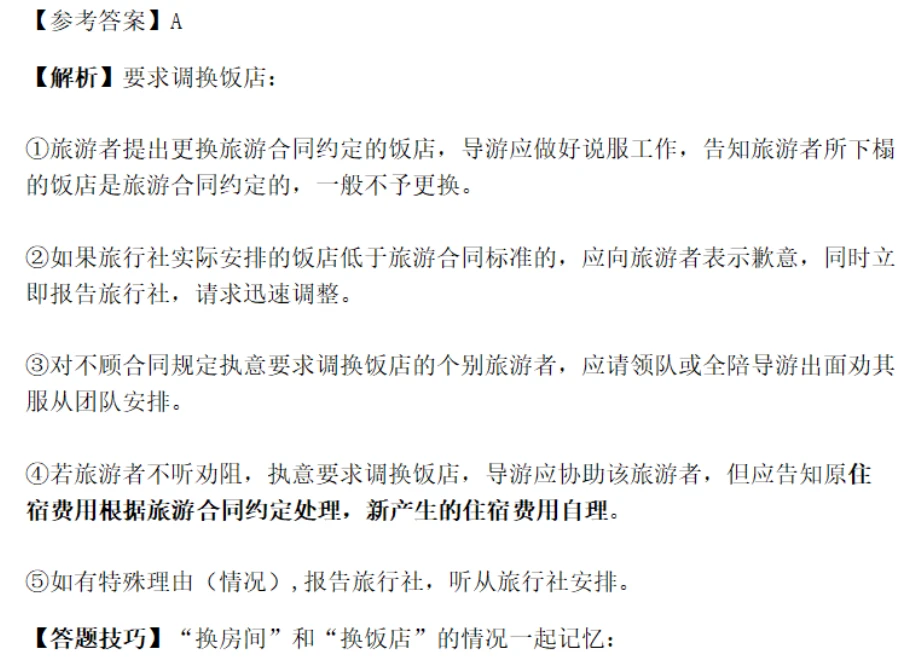 【参考答案】A
【解析】要求调换饭店：
①旅游者提出更换旅游合同约定的饭店，导游应做好说服工作，告知旅游者所下榻
的饭店是旅游合同约定的，一般不予更换。
②如果旅行社实际安排的饭店低于旅游合同标准的，应向旅游者表示歉意，同时立
即报告旅行社，请求迅速调整。
③对不顾合同规定执意要求调换饭店的个别旅游者，应请领队或全陪导游出面劝其
服从团队安排。
④若旅游者不听劝阻，执意要求调换饭店，导游应协助该旅游者，但应告知原住
宿费用根据旅游合同约定处理，新产生的住宿费用自理。
⑤如有特殊理由（情况）,报告旅行社，听从旅行社安排。
【答题技巧】“换房间”和“换饭店”的情况一起记忆：